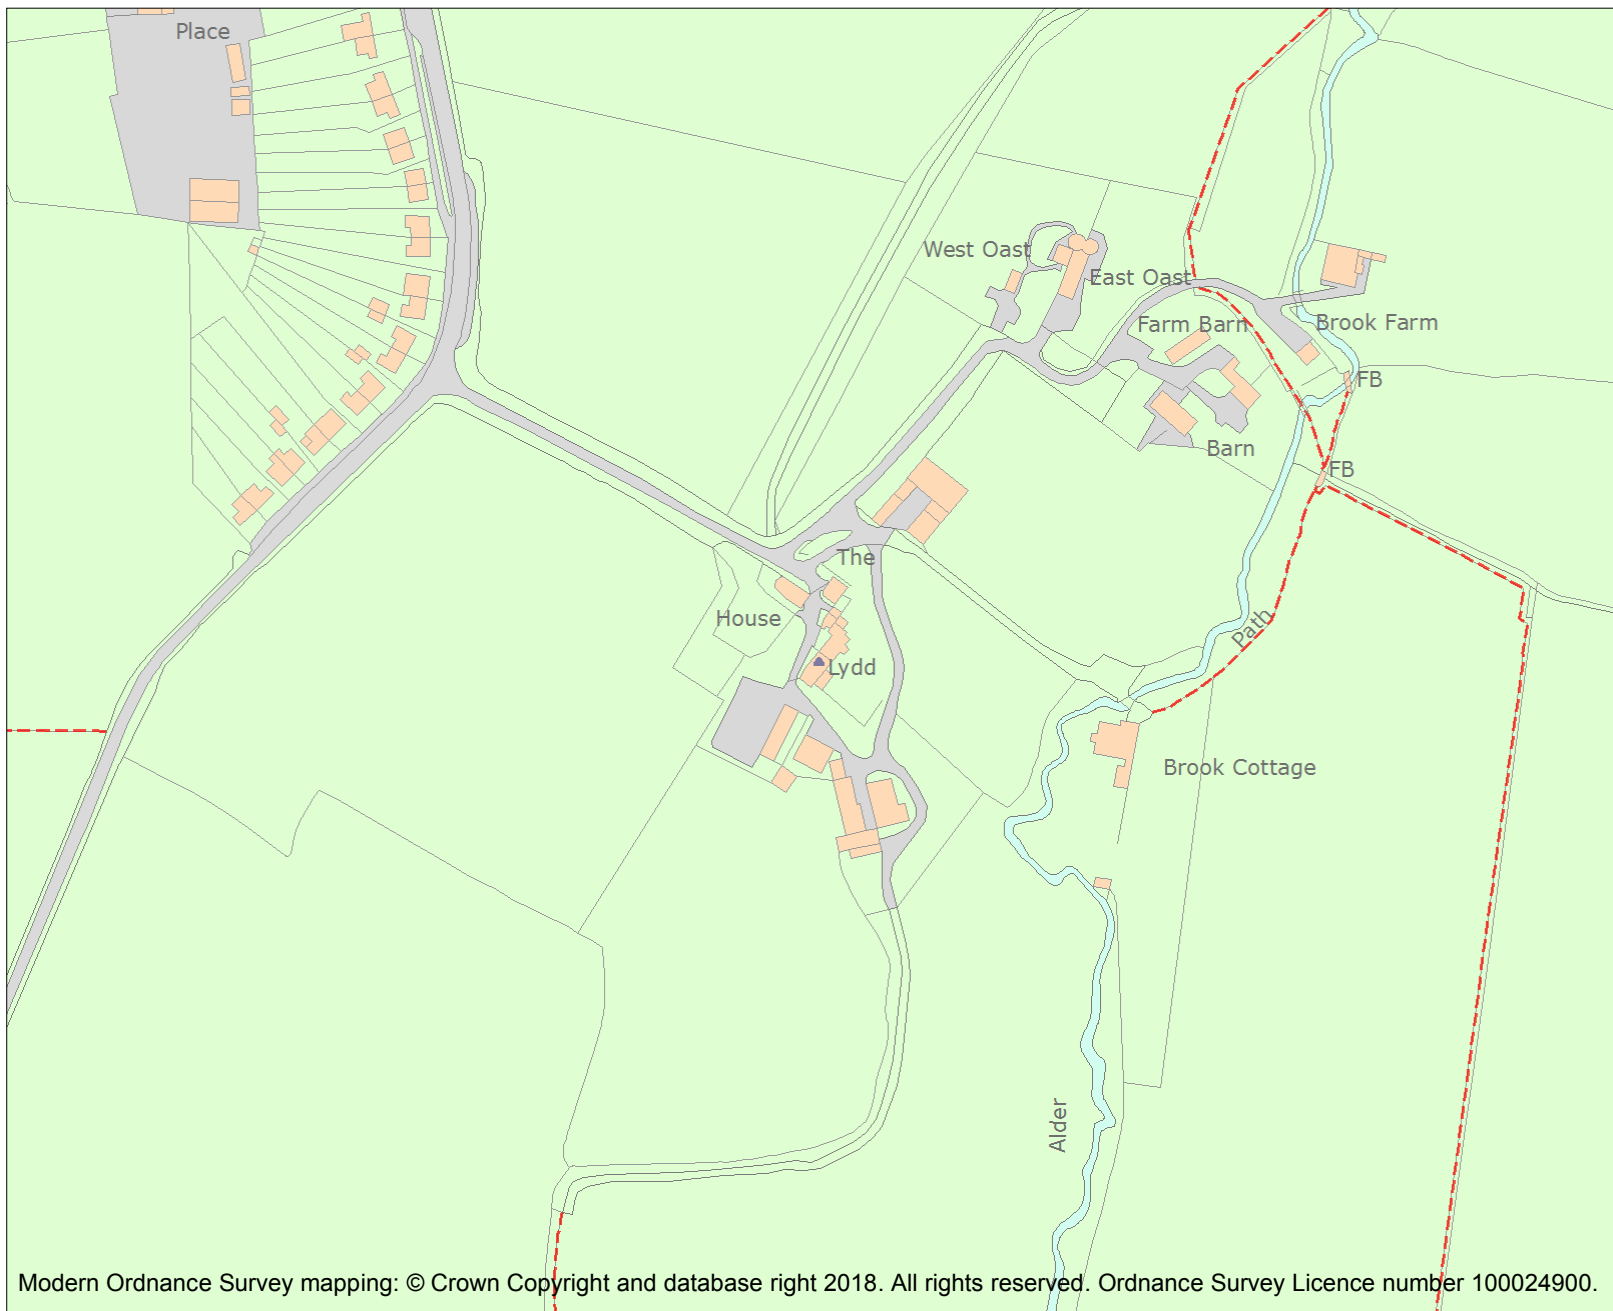 Place
West Oast
East Oast
Farm Barn
Brook Farm
FB
Barn
FB
The
House
Path
Lydd
Brook Cottage
Alder
Modern Ordnance Survey mapping: © Crown Copyright and database right 2018. All rights reserved. Ordnance Survey Licence number 100024900.